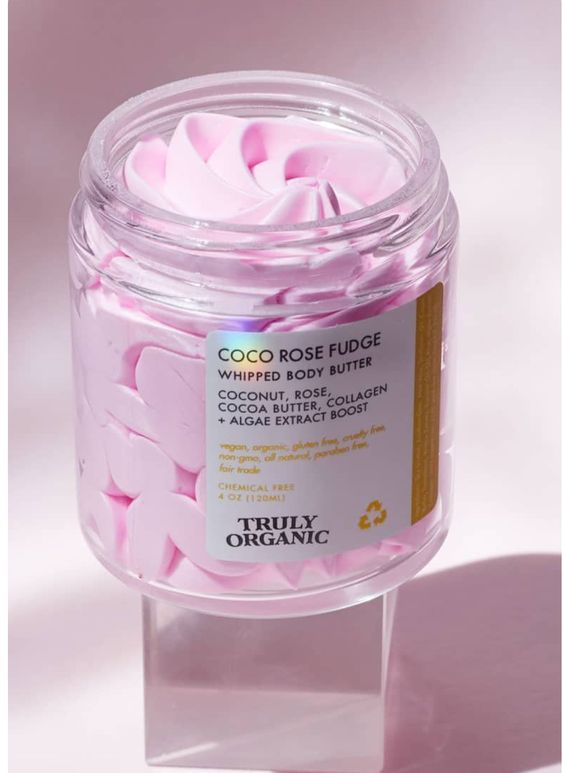 COCO ROSE FUDGE
WHIPPED BODY BUTTER
COCONUT, ROSE,
COCOA BUTTER, COLLAGEN
+ ALGAE EXTRACT BOOST
vegan, organic, gluten free, cruelty free,
non-gmo, all natural, paraben free,
fair trade
CHEMICAL FREE
4 OZ (120ML)
TRULY
ORGANIC